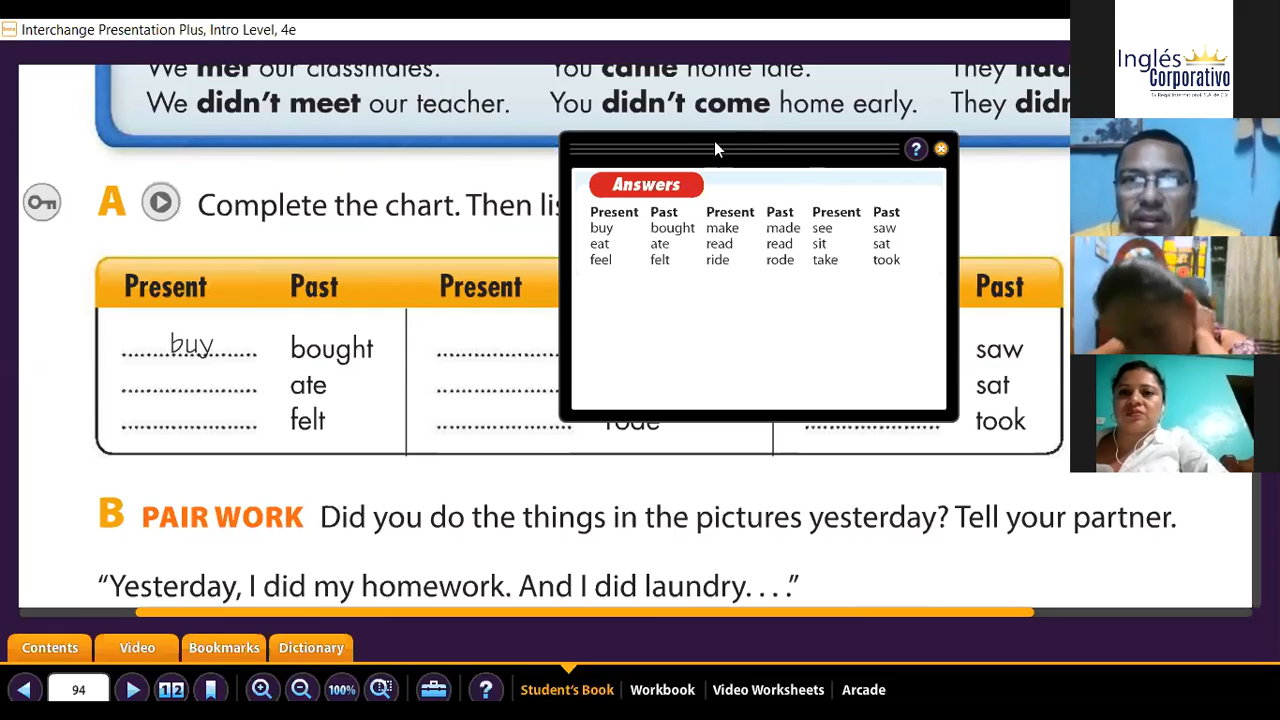 Interchange Presentation Plus, Intro Level, 4e
Inglés
Corporativo
We met our classmates. You came home late. They had
We didn't meet our teacher. You didn't come home early. They didn
A Complete the chart. Then lis
Answers
Present Past Present Past Present Past
buy bought make made see saw
eat ate read read sit sat
feel felt ride rode take took
Present Past Present Past
buy bought saw
ate sat
felt rode took
B PAIR WORK Did you do the things in the pictures yesterday? Tell your partner.
“Yesterday, I did my homework. And I did laundry. . . .”
Contents Video Bookmarks Dictionary
94 1 2 100% ? Student's Book Workbook Video Worksheets Arcade